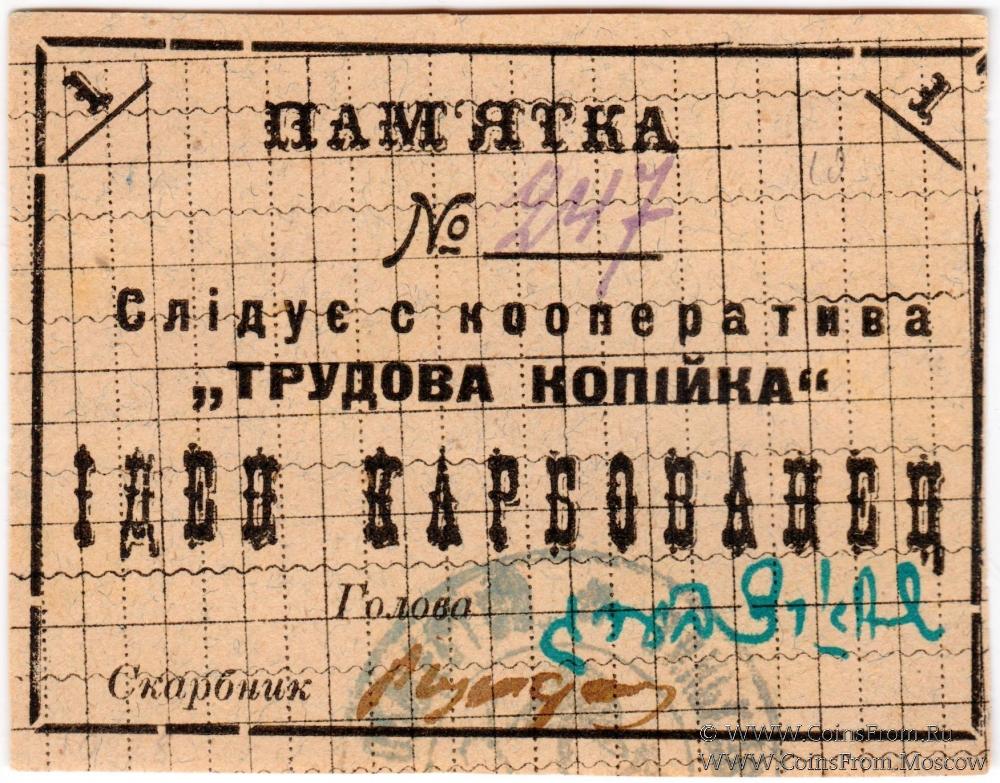 1 1
ПАМ'ЯТКА
№ 247
Слідує с кооператива
„ТРУДОВА КОПІЙКА“
ІДЕН КАРБОВАНЕЦ
Голова
Скарбник
© WWW.CoinsFrom.Ru
WWW.CoinsFrom.Moscow